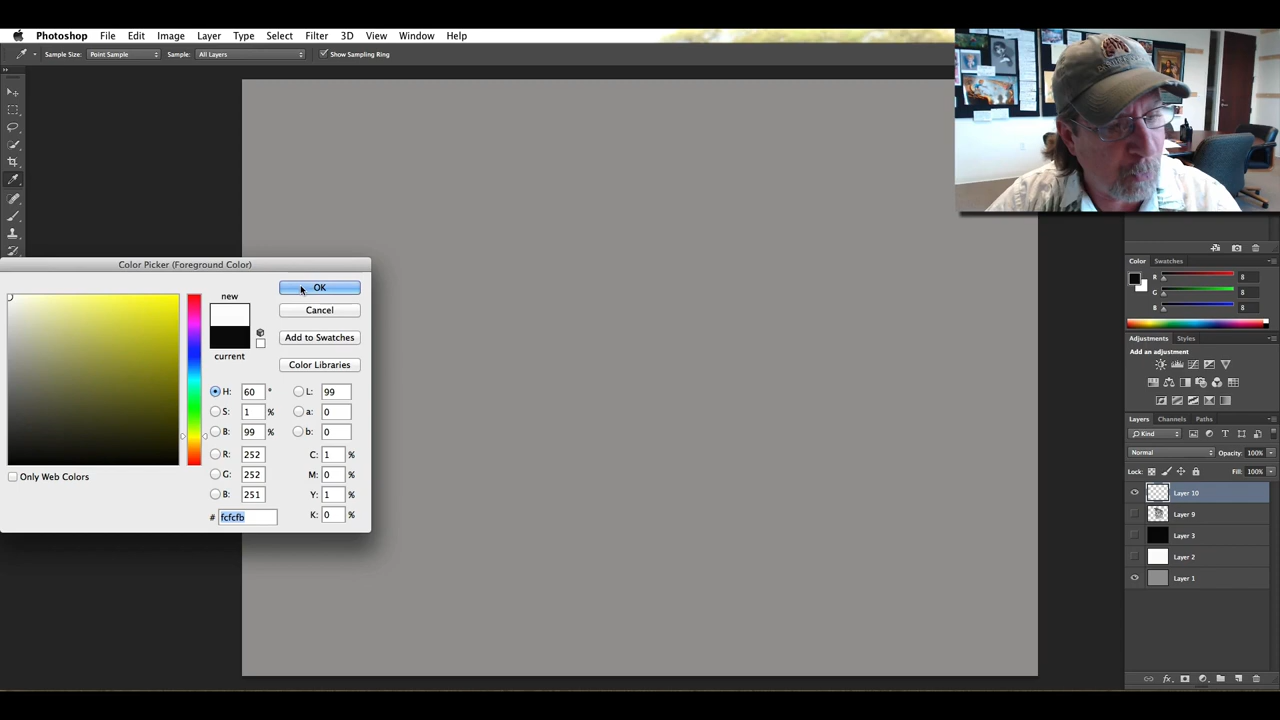 Photoshop File Edit Image Layer Type Select Filter 3D View Window Help
Sample Size: Point Sample Sample: All Layers Show Sampling Ring
Color Picker (Foreground Color)
new
current
OK
Cancel
Add to Swatches
Color Libraries
H: 60 °
S: 1 %
B: 99 %
R: 252
G: 252
B: 251
# fcfcfb
L: 99
a: 0
b: 0
C: 1 %
M: 0 %
Y: 1 %
K: 0 %
Only Web Colors
Color Swatches
R 8
G 8
B 8
Adjustments Styles
Add an adjustment
Layers Channels Paths
Kind
Normal Opacity: 100%
Lock: Fill: 100%
Layer 10
Layer 9
Layer 3
Layer 2
Layer 1
fx